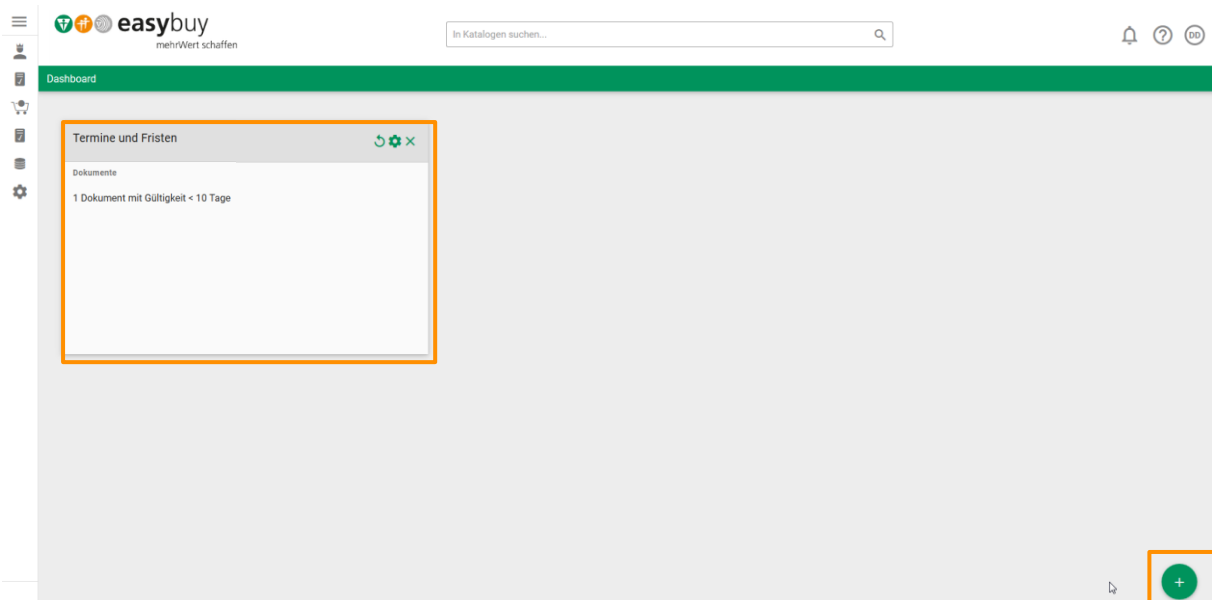 easybuy
mehrWert schaffen
In Katalogen suchen...
DD
Dashboard
Termine und Fristen
Dokumente
1 Dokument mit Gültigkeit < 10 Tage
+